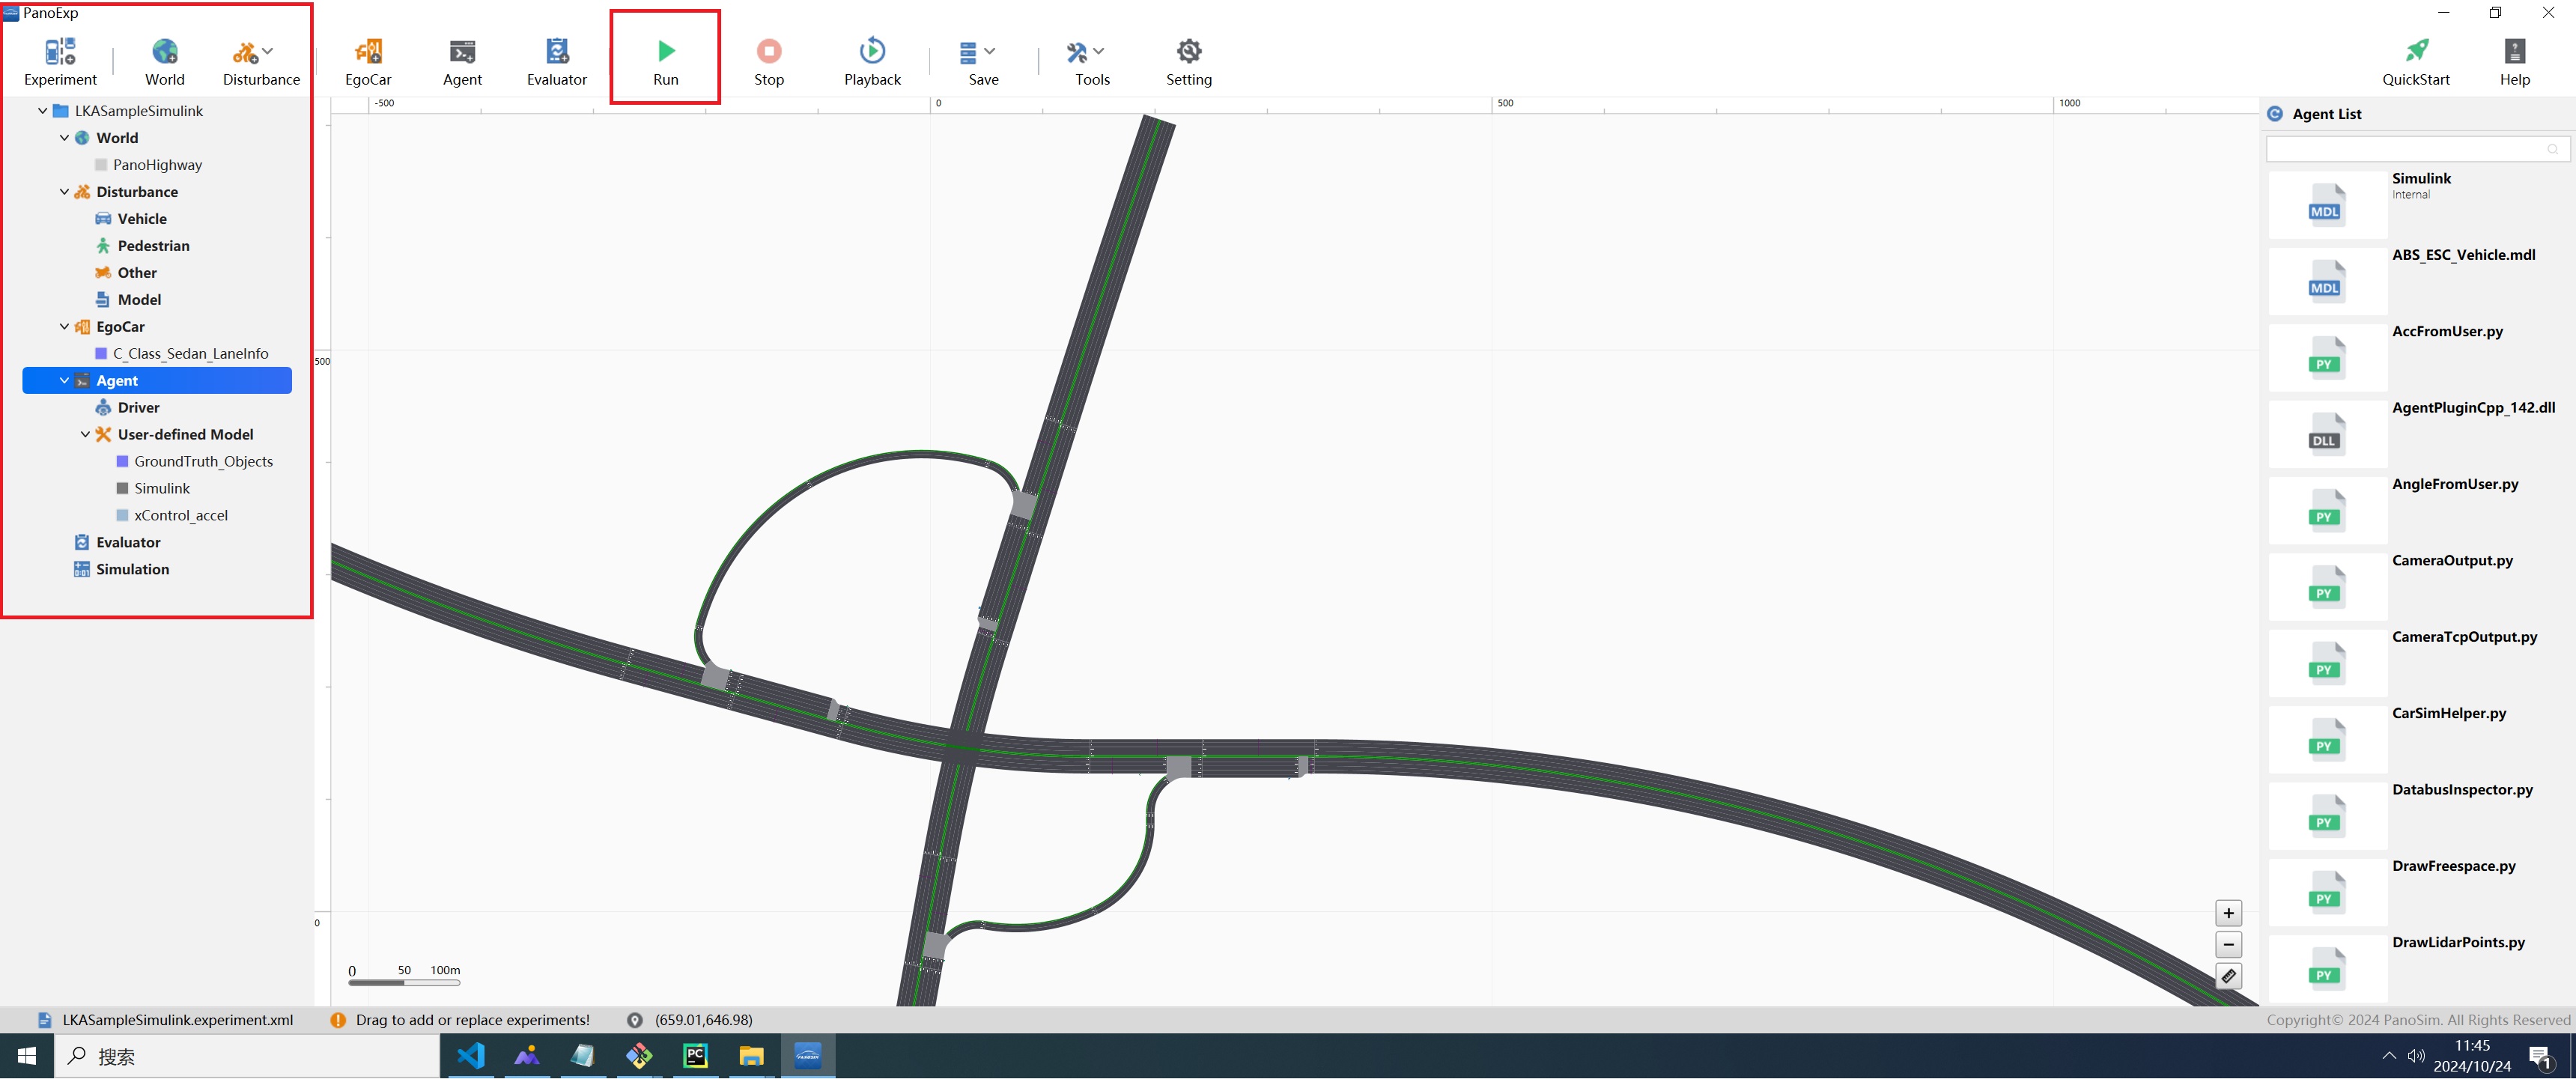 PanoExp
Experiment
World
Disturbance
EgoCar
Agent
Evaluator
Run
Stop
Playback
Save
Tools
Setting
QuickStart
Help
LKASampleSimulink
World
PanoHighway
Disturbance
Vehicle
Pedestrian
Other
Model
EgoCar
C_Class_Sedan_LaneInfo
Agent
Driver
User-defined Model
GroundTruth_Objects
Simulink
xControl_accel
Evaluator
Simulation
-500
0
500
1000
500
0
0 50 100m
+
−
Agent List
Simulink
Internal
MDL
ABS_ESC_Vehicle.mdl
MDL
AccFromUser.py
PY
AgentPluginCpp_142.dll
DLL
AngleFromUser.py
PY
CameraOutput.py
PY
CameraTcpOutput.py
PY
CarSimHelper.py
PY
DatabusInspector.py
PY
DrawFreespace.py
PY
DrawLidarPoints.py
PY
LKASampleSimulink.experiment.xml
Drag to add or replace experiments!
(659.01,646.98)
Copyright© 2024 PanoSim. All Rights Reserved
搜索
PC
11:45
2024/10/24
1